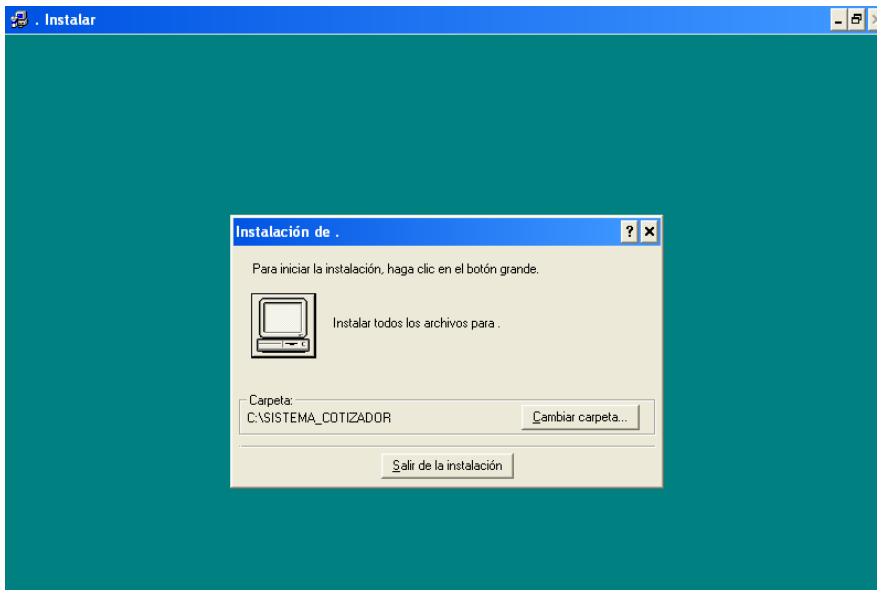 . Instalar
Instalación de .
Para iniciar la instalación, haga clic en el botón grande.
Instalar todos los archivos para .
Carpeta:
C:\SISTEMA_COTIZADOR
Cambiar carpeta...
Salir de la instalación